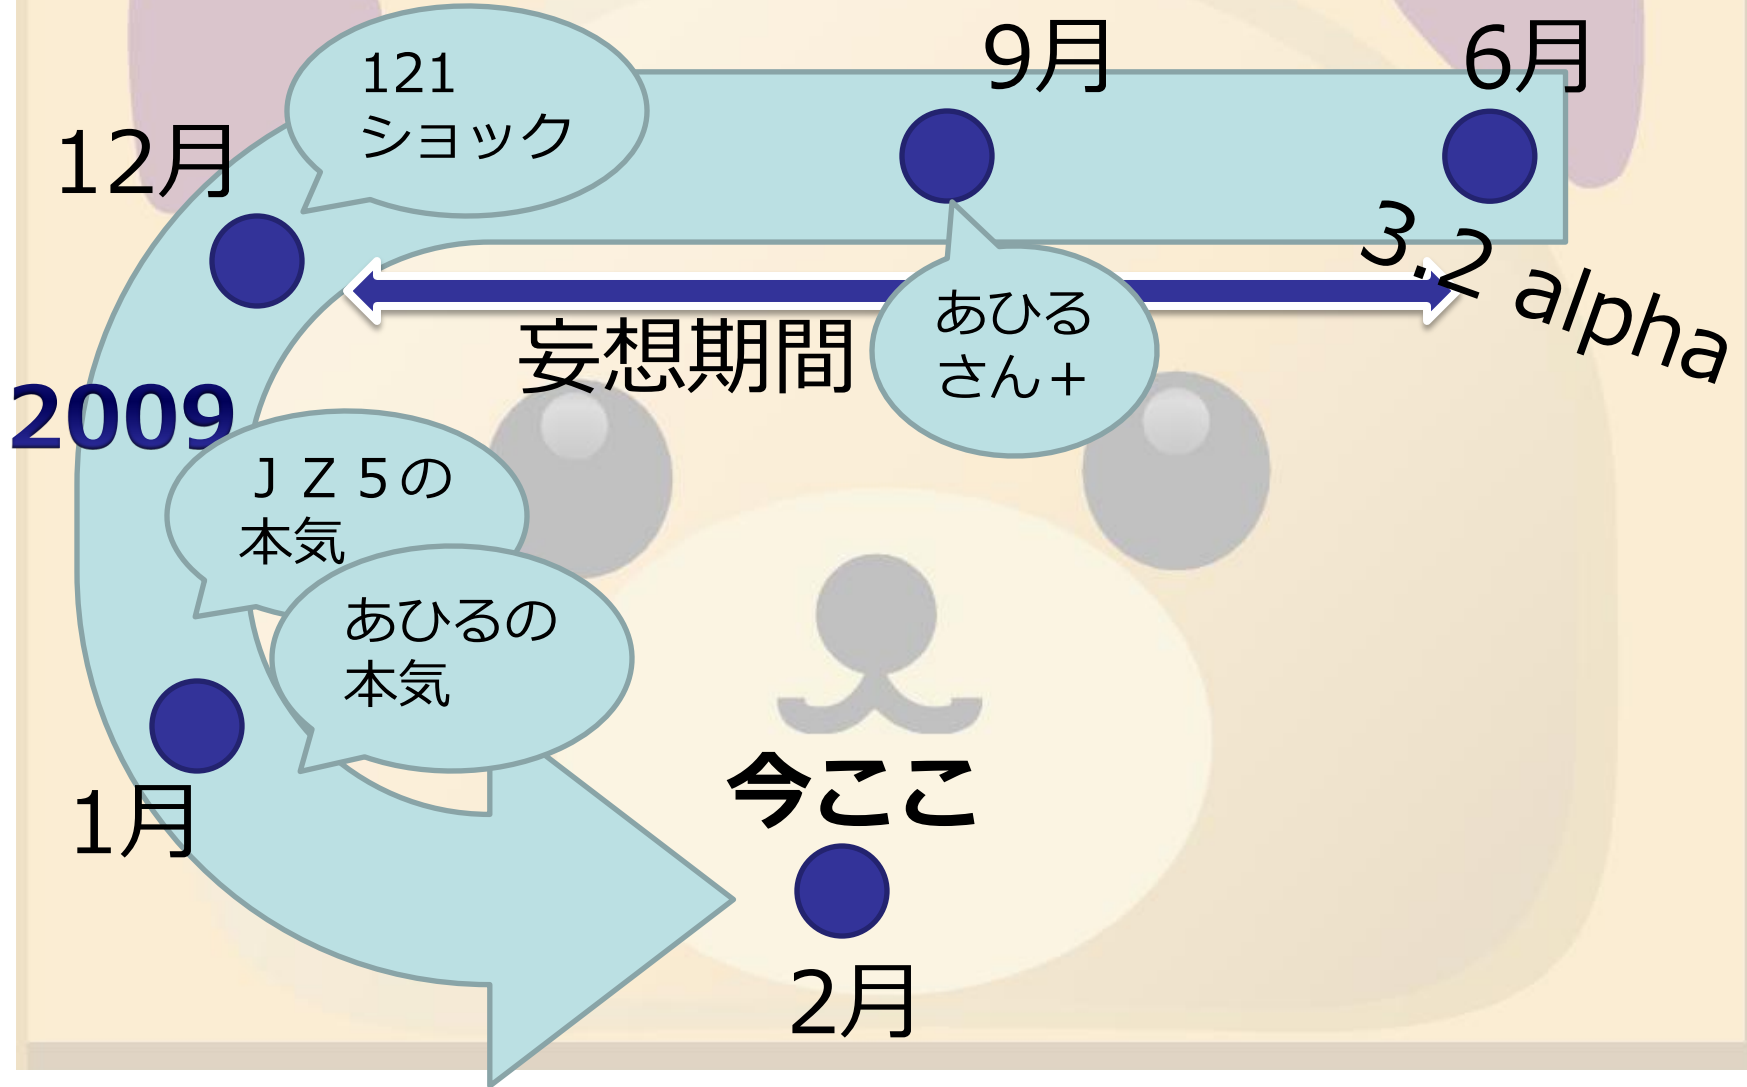 121
ショック
9月
6月
12月
3.2 alpha
妄想期間
あひる
さん+
2009
JZ5の
本気
あひるの
本気
1月
今ここ
2月